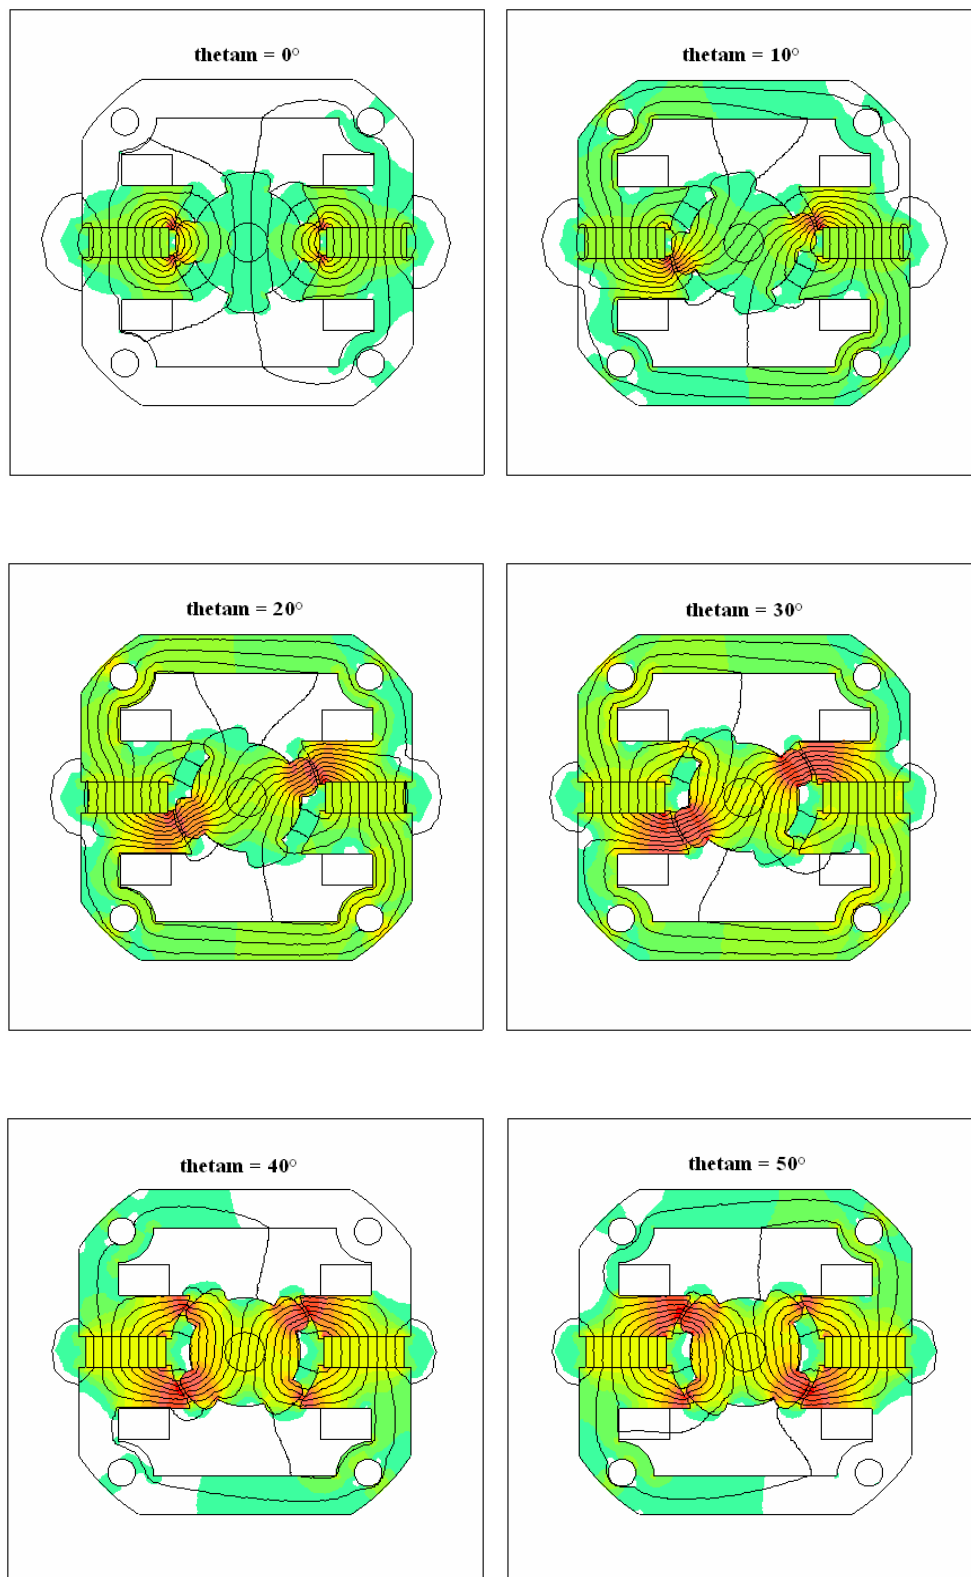 thetam = 0°
thetam = 10°
thetam = 20°
thetam = 30°
thetam = 40°
thetam = 50°